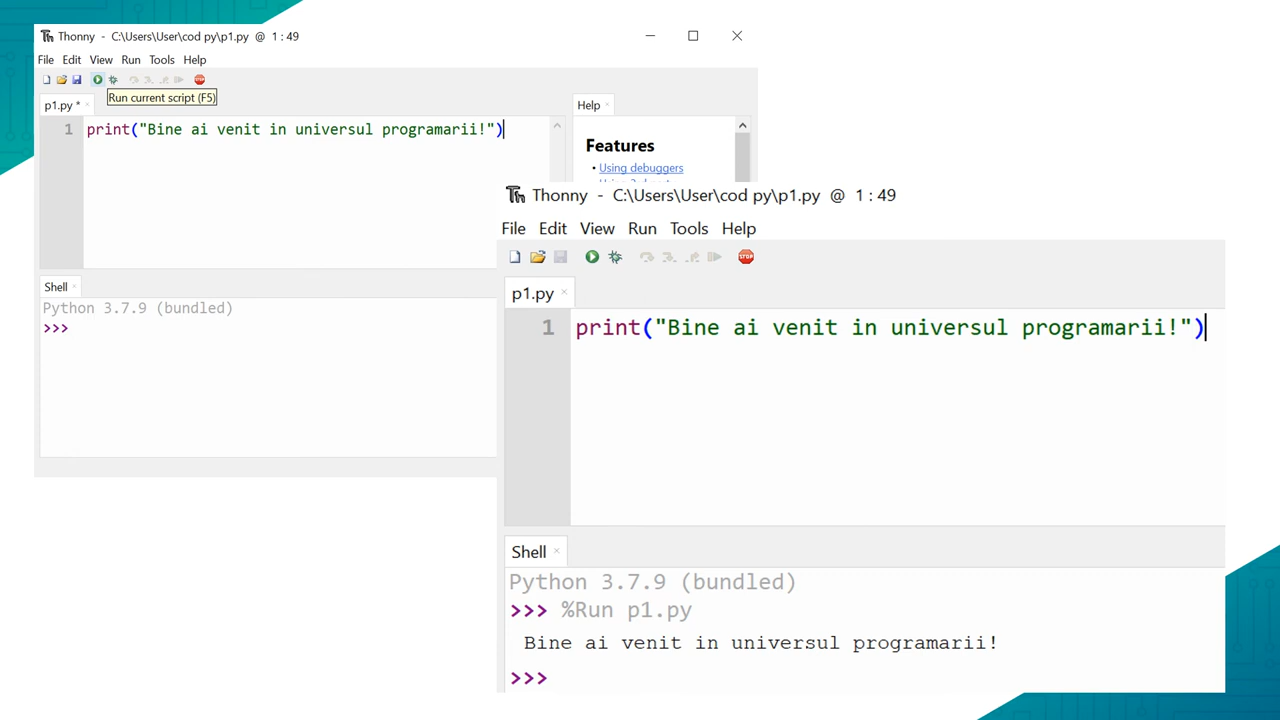 Thonny - C:\Users\User\cod py\p1.py @ 1 : 49
File Edit View Run Tools Help
Run current script (F5)
p1.py *
Help
1 print("Bine ai venit in universul programarii!")
Features
• Using debuggers
Shell
Python 3.7.9 (bundled)
>>>
Thonny - C:\Users\User\cod py\p1.py @ 1 : 49
File Edit View Run Tools Help
STOP
p1.py
1 print("Bine ai venit in universul programarii!")
Shell
Python 3.7.9 (bundled)
>>> %Run p1.py
Bine ai venit in universul programarii!
>>>